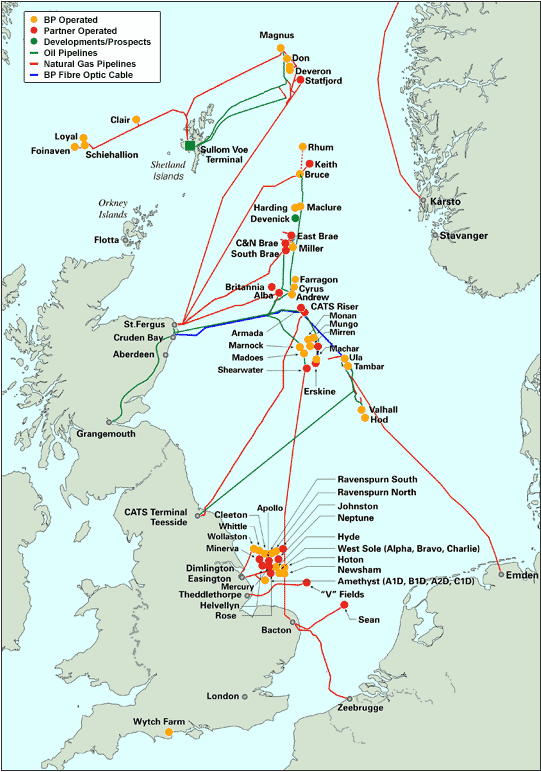 BP Operated
Partner Operated
Developments/Prospects
Oil Pipelines
Natural Gas Pipelines
BP Fibre Optic Cable
Magnus
Don
Deveron
Statfjord
Clair
Loyal
Foinaven
Schiehallion
Sullom Voe
Terminal
Shetland
Islands
Rhum
Keith
Bruce
Orkney
Islands
Flotta
Harding
Maclure
Devenick
Karsto
Stavanger
East Brae
C&N Brae
Miller
South Brae
Farragon
Britannia
Cyrus
Alba
Andrew
CATS Riser
St.Fergus
Cruden Bay
Aberdeen
Armada
Monan
Mungo
Mirren
Marnock
Machar
Madoes
Ula
Tambar
Shearwater
Erskine
Valhall
Hod
Grangemouth
CATS Terminal
Teesside
Ravenspurn South
Ravenspurn North
Apollo
Johnston
Cleeton
Neptune
Whittle
Wollaston
Hyde
Minerva
West Sole (Alpha, Bravo, Charlie)
Hoton
Dimlington
Newsham
Easington
Amethyst (A1D, B1D, A2D, C1D)
Mercury
Theddlethorpe
"V" Fields
Helvellyn
Rose
Emden
Sean
Bacton
London
Zeebrugge
Wytch Farm